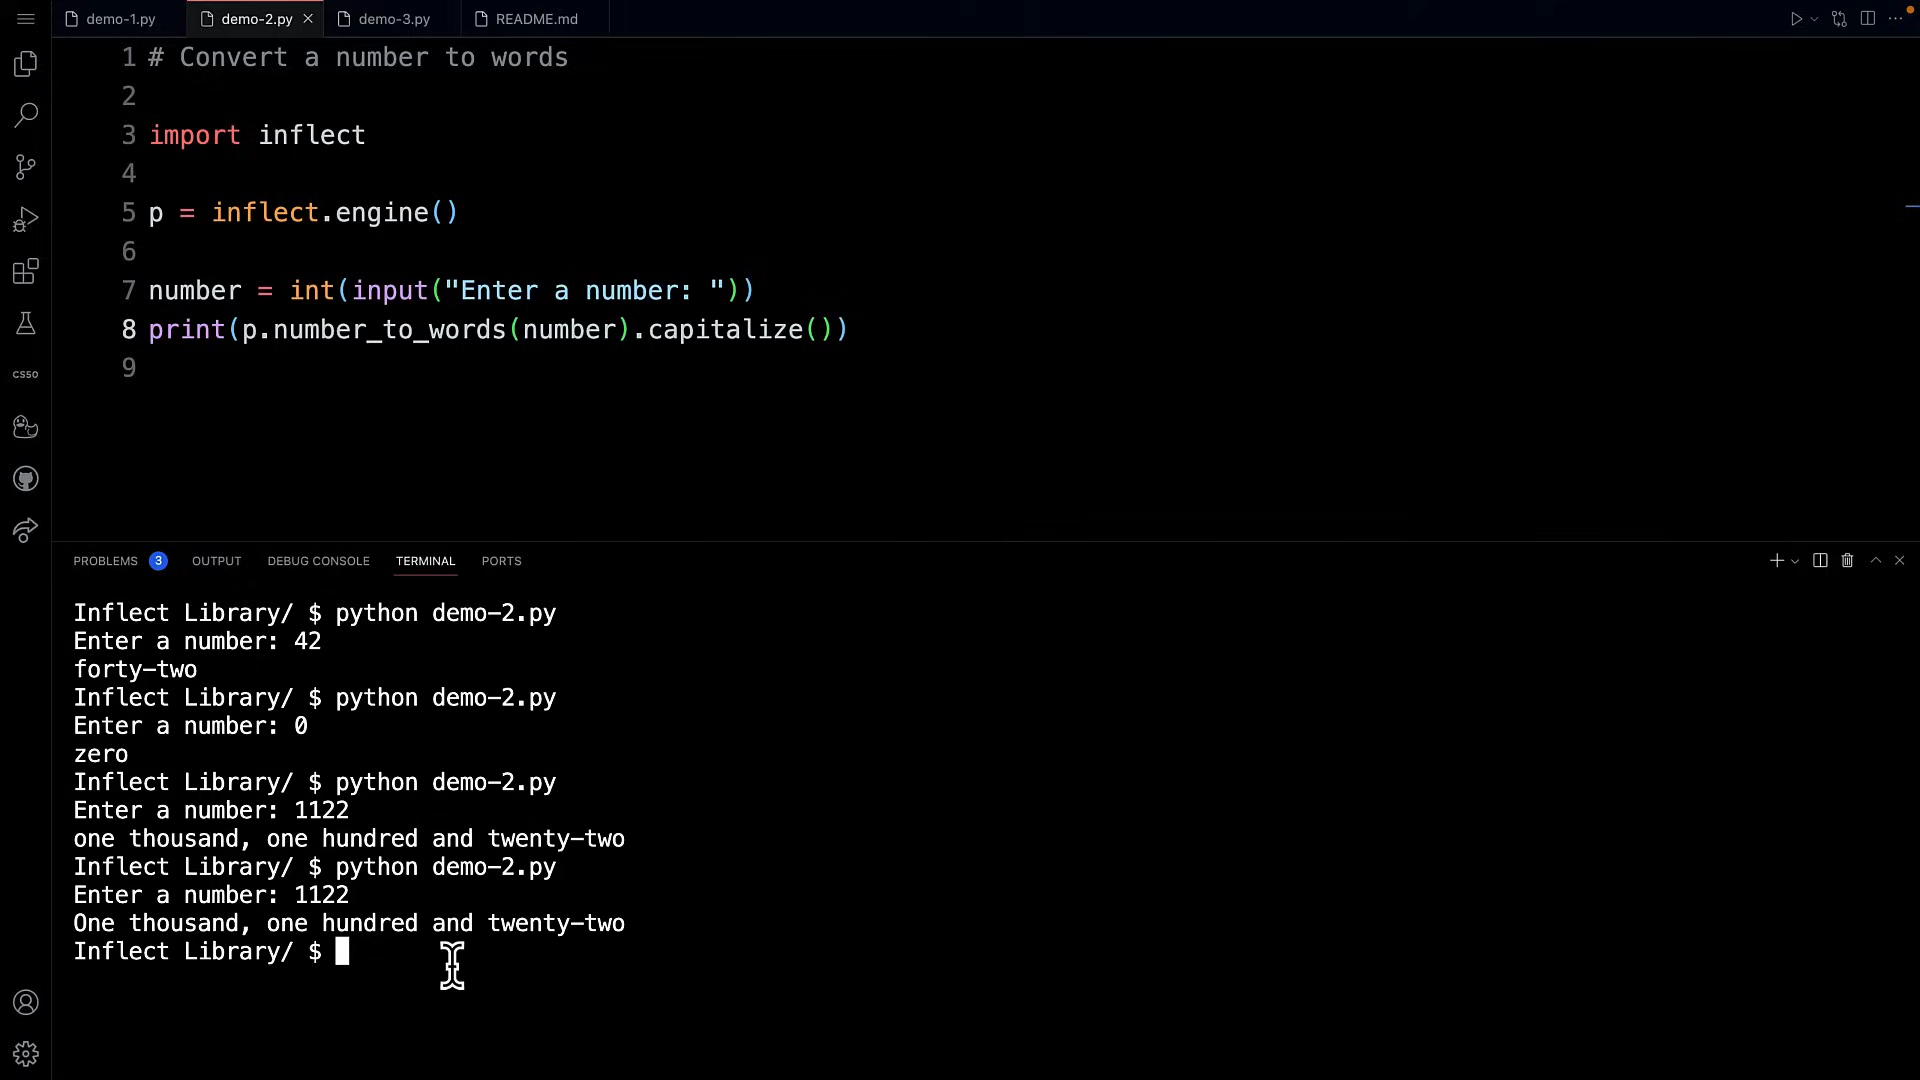 demo-1.py
demo-2.py
demo-3.py
README.md
1 # Convert a number to words
2
3 import inflect
4
5 p = inflect.engine()
6
7 number = int(input("Enter a number: "))
8 print(p.number_to_words(number).capitalize())
9
CSSO
PROBLEMS 3 OUTPUT DEBUG CONSOLE TERMINAL PORTS
Inflect Library/ $ python demo-2.py
Enter a number: 42
forty-two
Inflect Library/ $ python demo-2.py
Enter a number: 0
zero
Inflect Library/ $ python demo-2.py
Enter a number: 1122
one thousand, one hundred and twenty-two
Inflect Library/ $ python demo-2.py
Enter a number: 1122
One thousand, one hundred and twenty-two
Inflect Library/ $